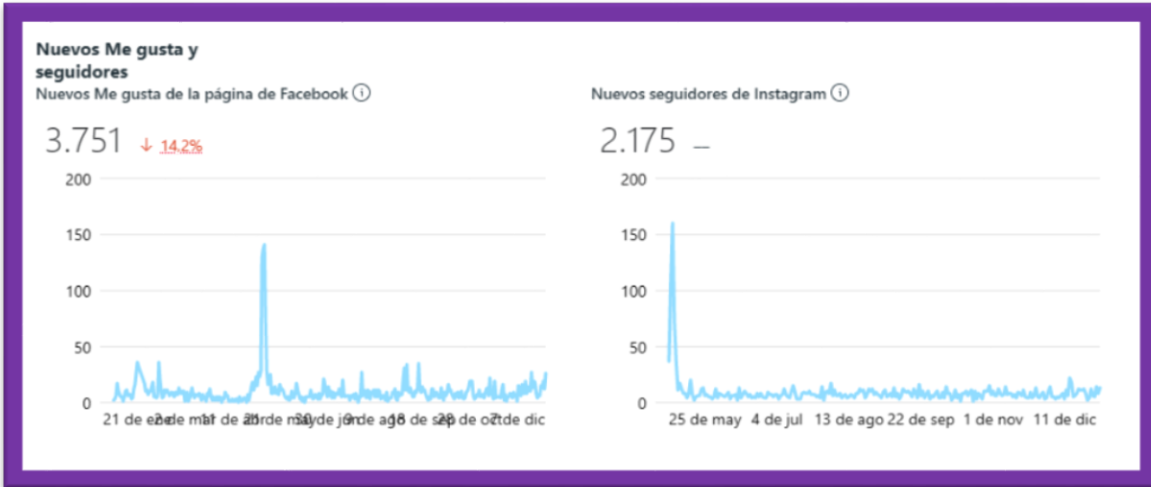 Nuevos Me gusta y
seguidores
Nuevos Me gusta de la página de Facebook
3.751 ↓ 14,2%
200
150
100
50
0
21 de ene
Nuevos seguidores de Instagram
2.175 –
200
150
100
50
0
25 de may 4 de jul 13 de ago 22 de sep 1 de nov 11 de dic